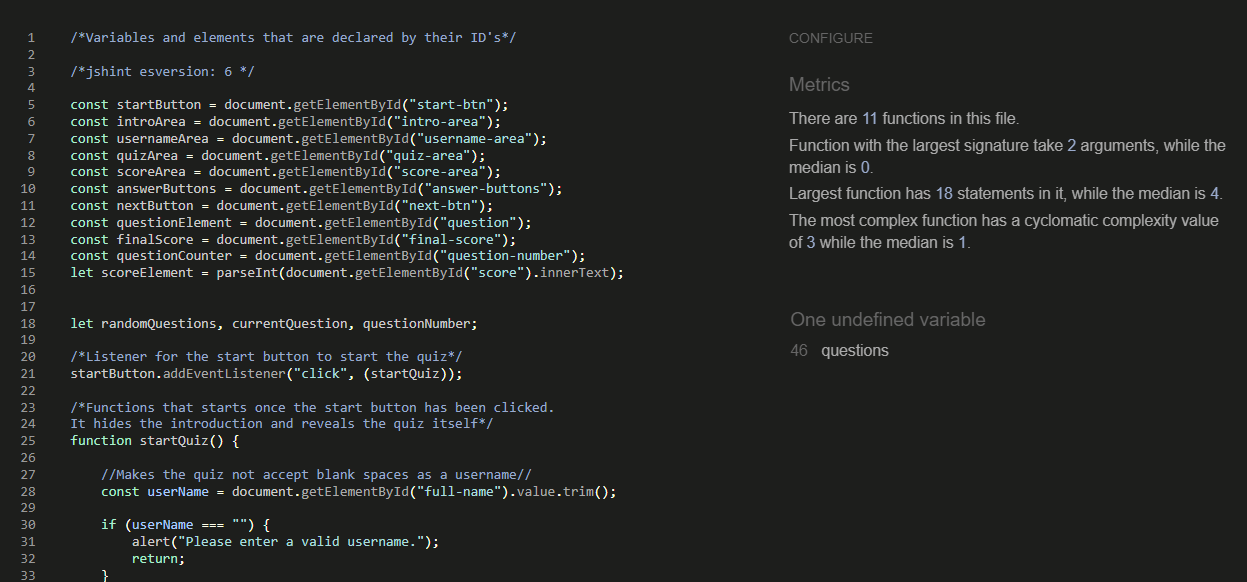 1 /*Variables and elements that are declared by their ID's*/
2
3 /*jshint esversion: 6 */
4
5 const startButton = document.getElementById("start-btn");
6 const introArea = document.getElementById("intro-area");
7 const usernameArea = document.getElementById("username-area");
8 const quizArea = document.getElementById("quiz-area");
9 const scoreArea = document.getElementById("score-area");
10 const answerButtons = document.getElementById("answer-buttons");
11 const nextButton = document.getElementById("next-btn");
12 const questionElement = document.getElementById("question");
13 const finalScore = document.getElementById("final-score");
14 const questionCounter = document.getElementById("question-number");
15 let scoreElement = parseInt(document.getElementById("score").innerText);
16
17
18 let randomQuestions, currentQuestion, questionNumber;
19
20 /*Listener for the start button to start the quiz*/
21 startButton.addEventListener("click", (startQuiz));
22
23 /*Functions that starts once the start button has been clicked.
24 It hides the introduction and reveals the quiz itself*/
25 function startQuiz() {
26
27 //Makes the quiz not accept blank spaces as a username//
28 const userName = document.getElementById("full-name").value.trim();
29
30 if (userName === "") {
31 alert("Please enter a valid username.");
32 return;
33 }
CONFIGURE
Metrics
There are 11 functions in this file.
Function with the largest signature take 2 arguments, while the
median is 0.
Largest function has 18 statements in it, while the median is 4.
The most complex function has a cyclomatic complexity value
of 3 while the median is 1.
One undefined variable
46 questions